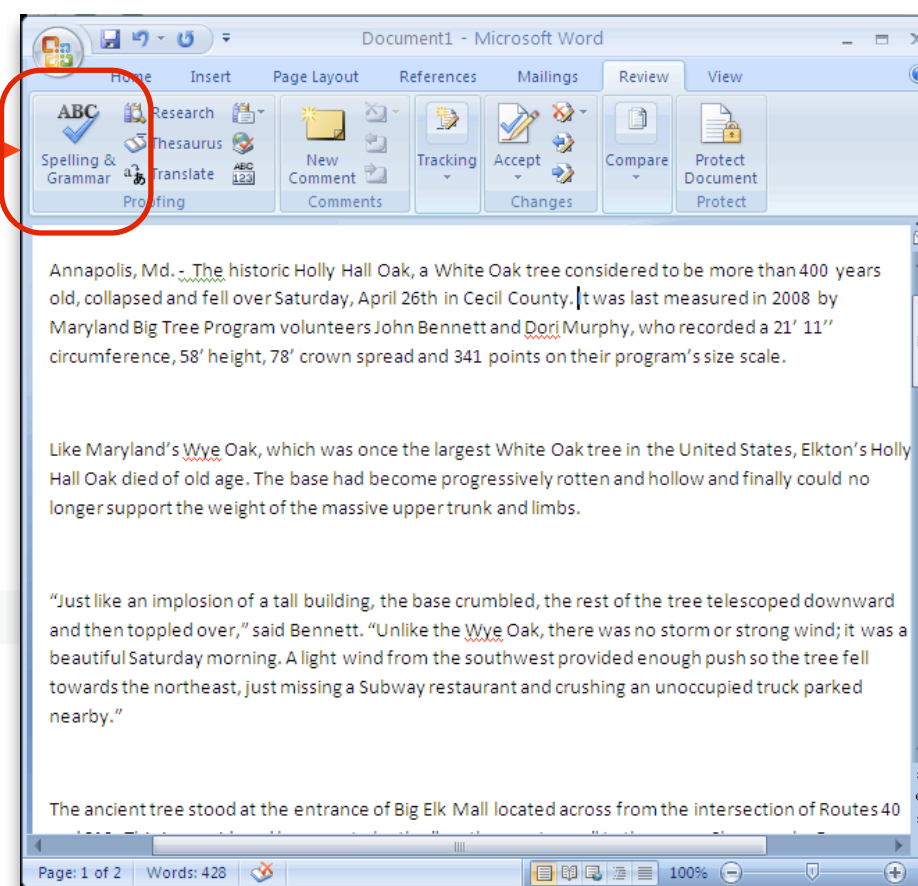 Document1 - Microsoft Word
Home Insert Page Layout References Mailings Review View
ABC Research
Spelling & Thesaurus New Tracking Accept Compare Protect
Grammar Translate ABC 123 Comment Document
Proofing Comments Changes Protect
Annapolis, Md. - The historic Holly Hall Oak, a White Oak tree considered to be more than 400 years
old, collapsed and fell over Saturday, April 26th in Cecil County. It was last measured in 2008 by
Maryland Big Tree Program volunteers John Bennett and Dori Murphy, who recorded a 21’ 11’’
circumference, 58’ height, 78’ crown spread and 341 points on their program’s size scale.
Like Maryland’s Wye Oak, which was once the largest White Oak tree in the United States, Elkton’s Holly
Hall Oak died of old age. The base had become progressively rotten and hollow and finally could no
longer support the weight of the massive upper trunk and limbs.
“Just like an implosion of a tall building, the base crumbled, the rest of the tree telescoped downward
and then toppled over,” said Bennett. “Unlike the Wye Oak, there was no storm or strong wind; it was a
beautiful Saturday morning. A light wind from the southwest provided enough push so the tree fell
towards the northeast, just missing a Subway restaurant and crushing an unoccupied truck parked
nearby.”
The ancient tree stood at the entrance of Big Elk Mall located across from the intersection of Routes 40
Page: 1 of 2 Words: 428 100%